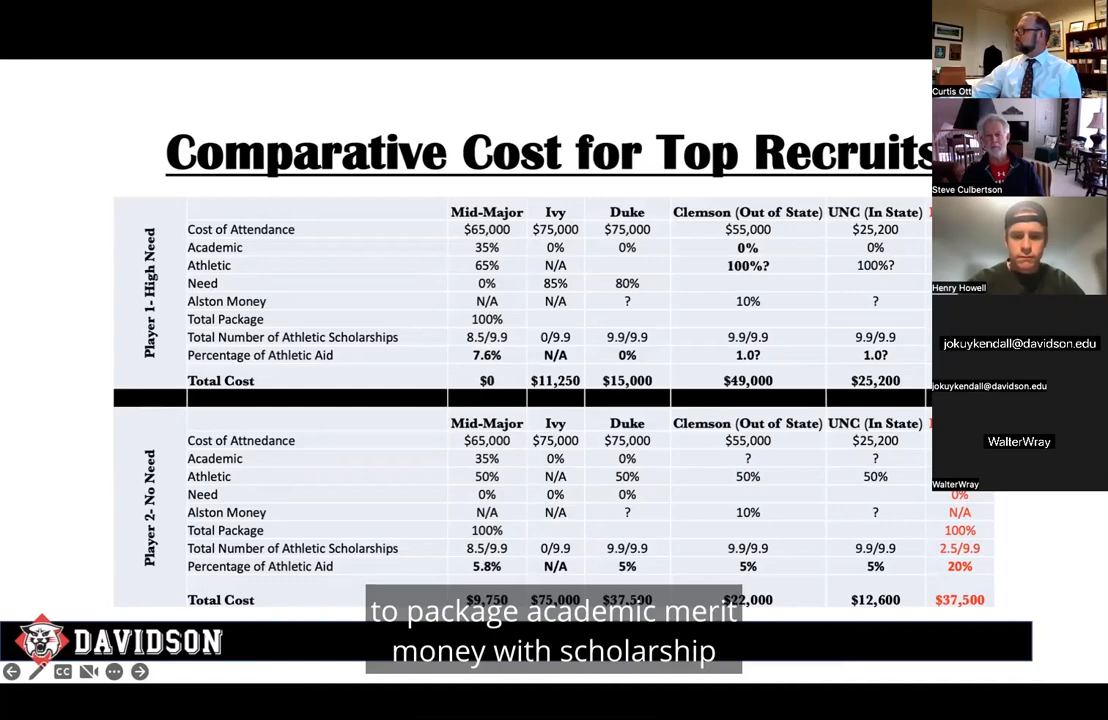 Comparative Cost for Top Recruits
Player 1- High Need
Mid-Major Ivy Duke Clemson (Out of State) UNC (In State)
Cost of Attendance $65,000 $75,000 $75,000 $55,000 $25,200
Academic 35% 0% 0% 0% 0%
Athletic 65% N/A 100%? 100%?
Need 0% 85% 80%
Alston Money N/A N/A ? 10% ?
Total Package 100%
Total Number of Athletic Scholarships 8.5/9.9 0/9.9 9.9/9.9 9.9/9.9 9.9/9.9
Percentage of Athletic Aid 7.6% N/A 0% 1.0? 1.0?
Total Cost $0 $11,250 $15,000 $49,000 $25,200
Player 2- No Need
Mid-Major Ivy Duke Clemson (Out of State) UNC (In State)
Cost of Attnedance $65,000 $75,000 $75,000 $55,000 $25,200
Academic 35% 0% 0% ? ?
Athletic 50% N/A 50% 50% 50%
Need 0% 0% 0% 0%
Alston Money N/A N/A ? 10% ? N/A
Total Package 100% 100%
Total Number of Athletic Scholarships 8.5/9.9 0/9.9 9.9/9.9 9.9/9.9 9.9/9.9 2.5/9.9
Percentage of Athletic Aid 5.8% N/A 5% 5% 5% 20%
Total Cost $9,750 $75,000 $37,500 $22,000 $12,600 $37,500
to package academic merit
money with scholarship
DAVIDSON
CC
Curtis Ott
Steve Culbertson
Henry Howell
jokuykendall@davidson.edu
jokuykendall@davidson.edu
WalterWray
WalterWray